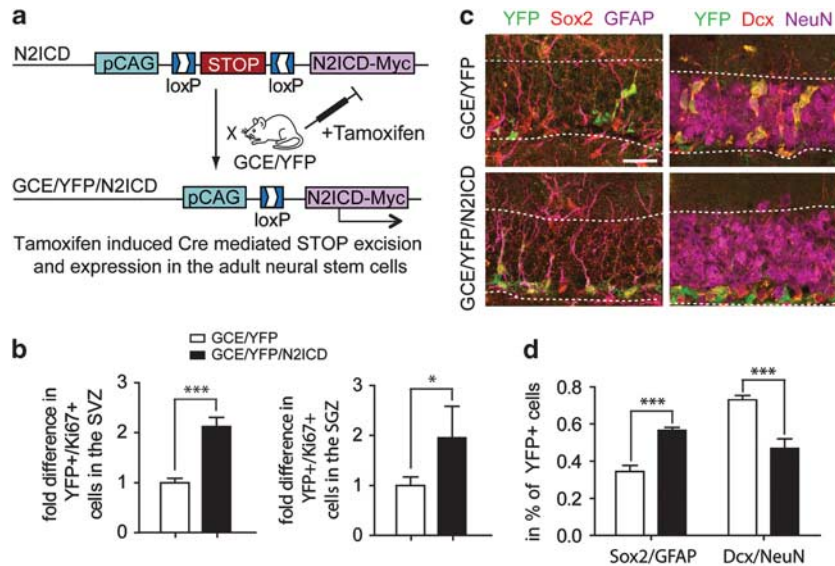 a
N2ICD
pCAG
STOP
N2ICD-Myc
loxP
loxP
X
+Tamoxifen
GCE/YFP
GCE/YFP/N2ICD
pCAG
N2ICD-Myc
loxP
Tamoxifen induced Cre mediated STOP excision
and expression in the adult neural stem cells
b
GCE/YFP
GCE/YFP/N2ICD
fold difference in
YFP+/Ki67+
cells in the SVZ
3
2
1
0
***
fold difference in
YFP+/Ki67+
cells in the SGZ
3
2
1
0
*
c
YFP Sox2 GFAP
YFP Dcx NeuN
GCE/YFP
GCE/YFP/N2ICD
d
in % of YFP+ cells
0.8
0.6
0.4
0.2
0
***
***
Sox2/GFAP
Dcx/NeuN